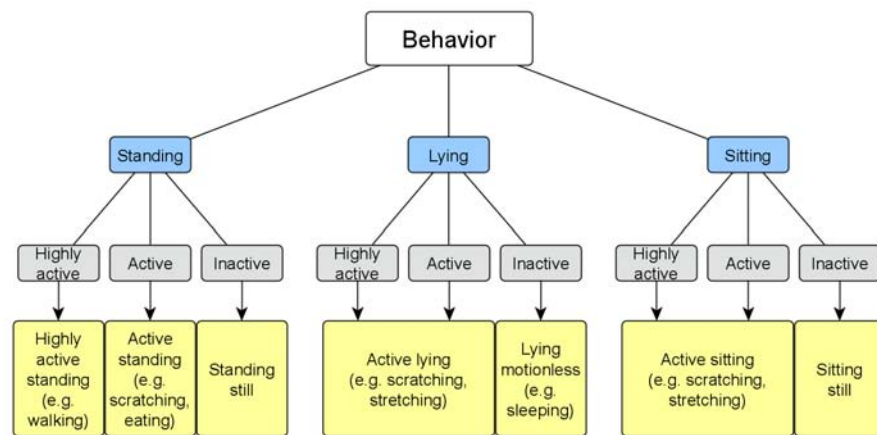 Behavior
Standing
Lying
Sitting
Highly
active
Active
Inactive
Highly
active
Active
Inactive
Highly
active
Active
Inactive
Highly
active
standing
(e.g.
walking)
Active
standing
(e.g.
scratching,
eating)
Standing
still
Active lying
(e.g. scratching,
stretching)
Lying
motionless
(e.g.
sleeping)
Active sitting
(e.g. scratching,
stretching)
Sitting
still